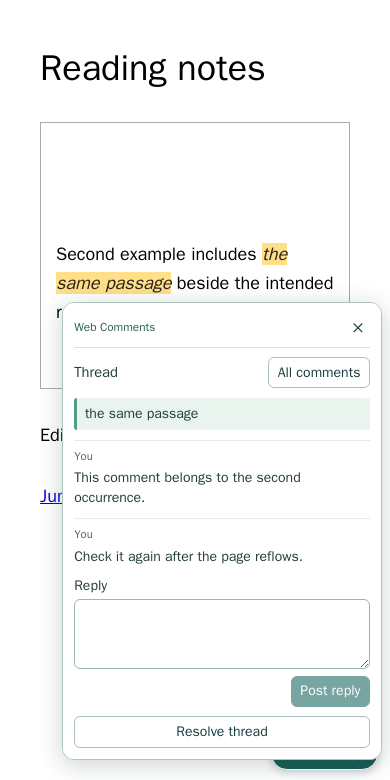 Reading notes
Second example includes the
same passage beside the intended
Web Comments
Thread
All comments
the same passage
You
This comment belongs to the second
occurrence.
You
Check it again after the page reflows.
Reply
Post reply
Resolve thread